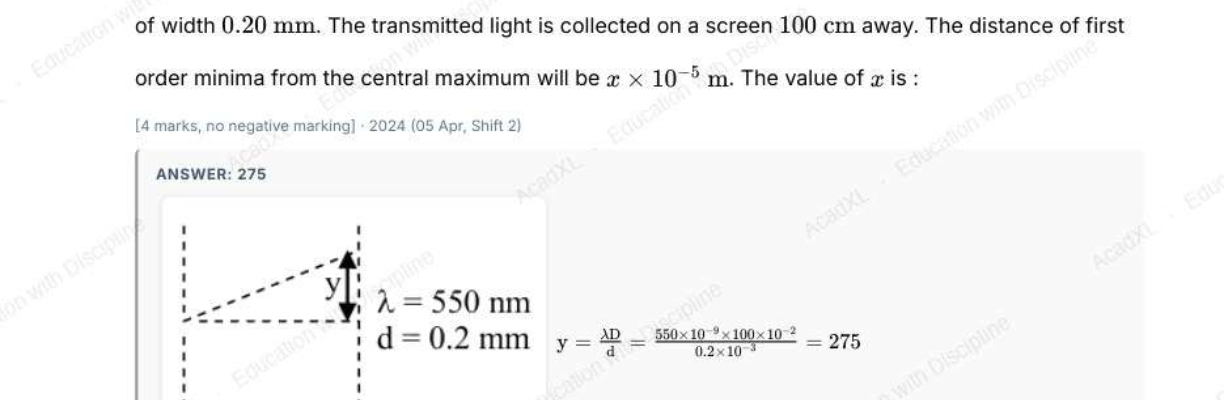 of width 0.20 mm. The transmitted light is collected on a screen 100 cm away. The distance of first
order minima from the central maximum will be x × 10⁻⁵ m. The value of x is :
[4 marks, no negative marking] · 2024 (05 Apr, Shift 2)
ANSWER: 275
y
λ = 550 nm
d = 0.2 mm
y = λD/d = 550×10⁻⁹×100×10⁻²/0.2×10⁻³ = 275
AcadXL · Education with Discipline